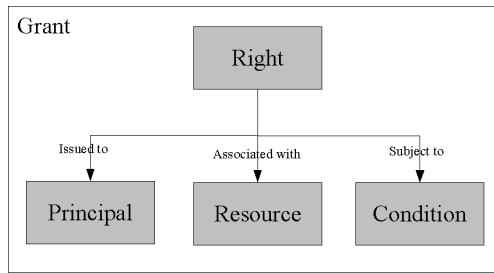 Grant
Right
Issued to
Associated with
Subject to
Principal
Resource
Condition